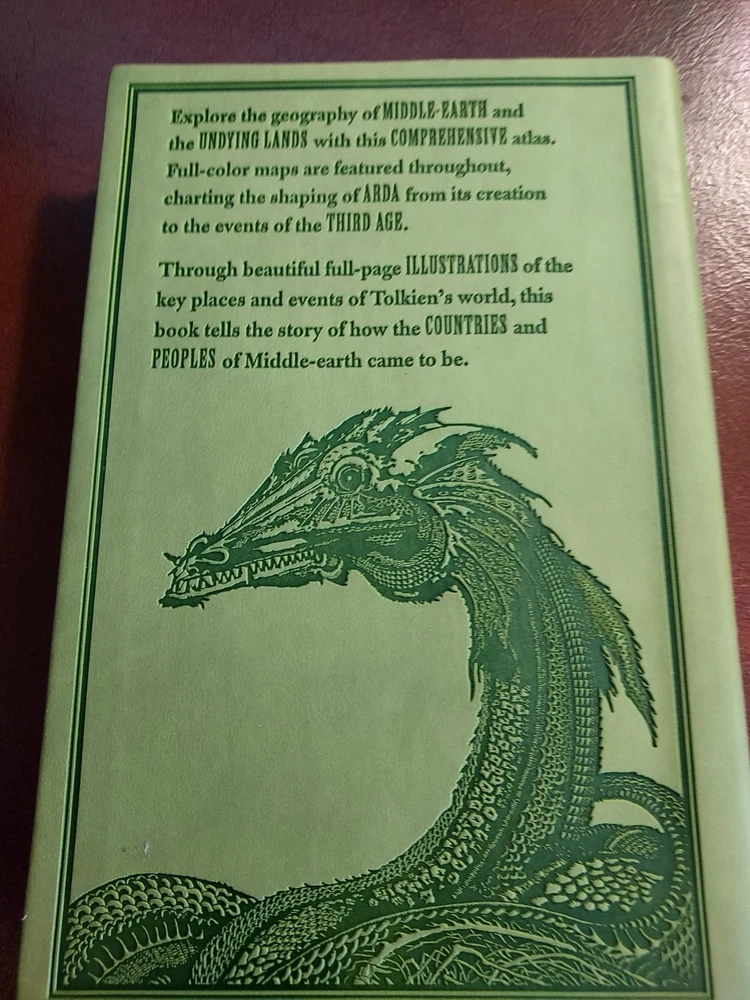 Explore the geography of MIDDLE-EARTH and
the UNDYING LANDS with this COMPREHENSIVE atlas.
Full-color maps are featured throughout,
charting the shaping of ARDA from its creation
to the events of the THIRD AGE.
Through beautiful full-page ILLUSTRATIONS of the
key places and events of Tolkien's world, this
book tells the story of how the COUNTRIES and
PEOPLES of Middle-earth came to be.